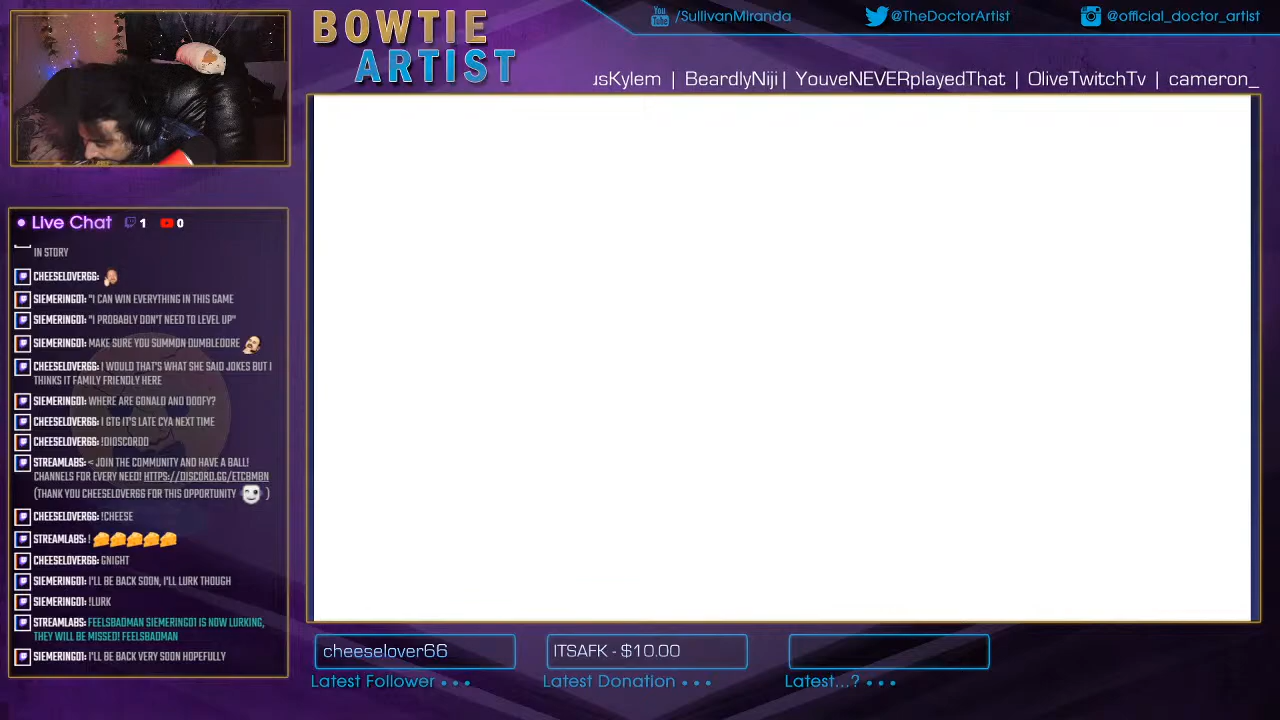 BOWTIE
ARTIST
/SullivanMiranda
@TheDoctorArtist
@official_doctor_artist
usKylem | BeardlyNiji | YouveNEVERplayedThat | OliveTwitchTv | cameron_
Live Chat 1 0
IN STORY
CHEESELOVER66:
SIEMERING01: "I CAN WIN EVERYTHING IN THIS GAME
SIEMERING01: "I PROBABLY DON'T NEED TO LEVEL UP"
SIEMERING01: MAKE SURE YOU SUMMON DUMBLEDORE
CHEESELOVER66: I WOULD THAT'S WHAT SHE SAID JOKES BUT I
THINKS IT FAMILY FRIENDLY HERE
SIEMERING01: WHERE ARE GONALD AND DOOFY?
CHEESELOVER66: I GTG IT'S LATE CYA NEXT TIME
CHEESELOVER66: !DIOSCORDO
STREAMLABS: < JOIN THE COMMUNITY AND HAVE A BALL!
CHANNELS FOR EVERY NEED! HTTPS://DISCORD.GG/ETC8MBN
(THANK YOU CHEESELOVER66 FOR THIS OPPORTUNITY )
CHEESELOVER66: !CHEESE
STREAMLABS: !
CHEESELOVER66: GNIGHT
SIEMERING01: I'LL BE BACK SOON, I'LL LURK THOUGH
SIEMERING01: !LURK
STREAMLABS: FEELSBADMAN SIEMERING01 IS NOW LURKING,
THEY WILL BE MISSED! FEELSBADMAN
SIEMERING01: I'LL BE BACK VERY SOON HOPEFULLY
cheeselover66
Latest Follower •••
ITSAFK - $10.00
Latest Donation •••
Latest...? •••